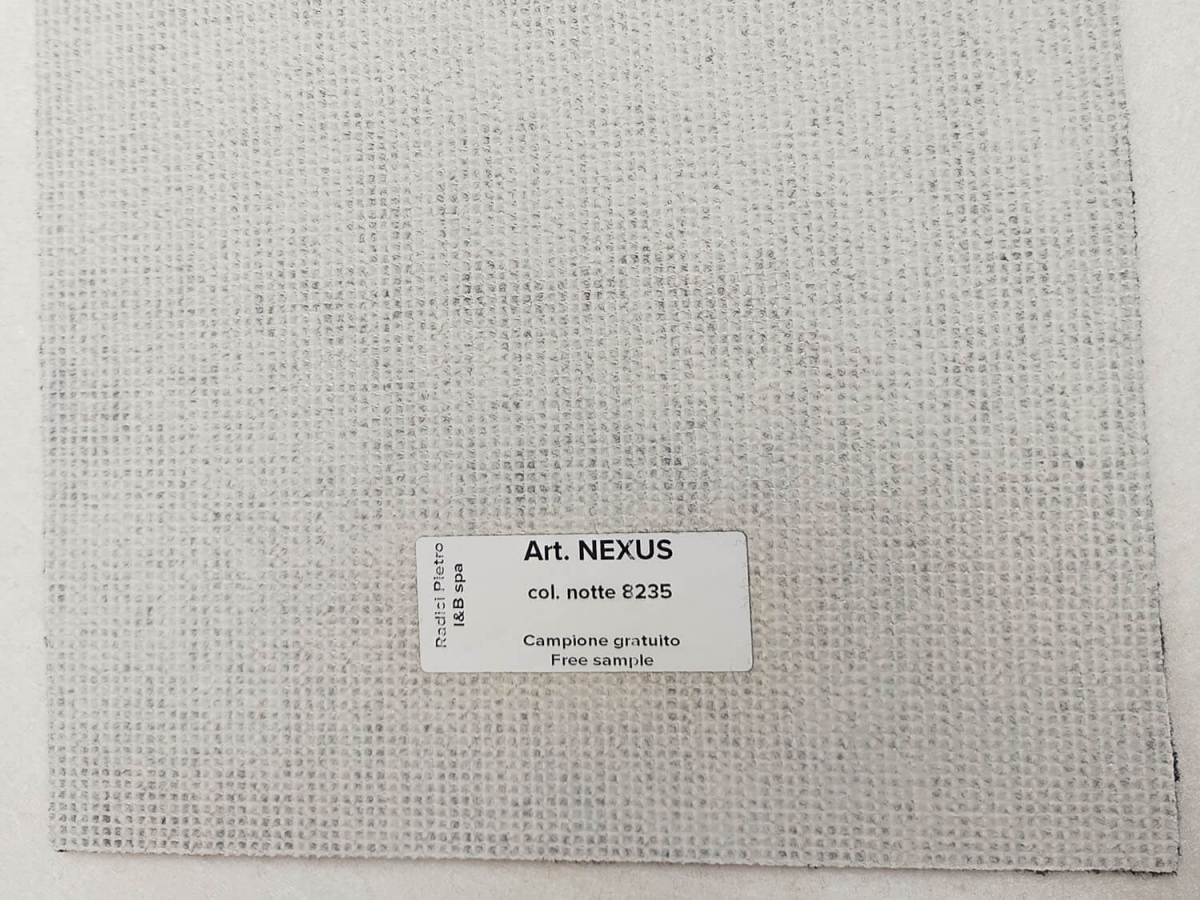 Radici Pietro
I&B spa
Art. NEXUS
col. notte 8235
Campione gratuito
Free sample